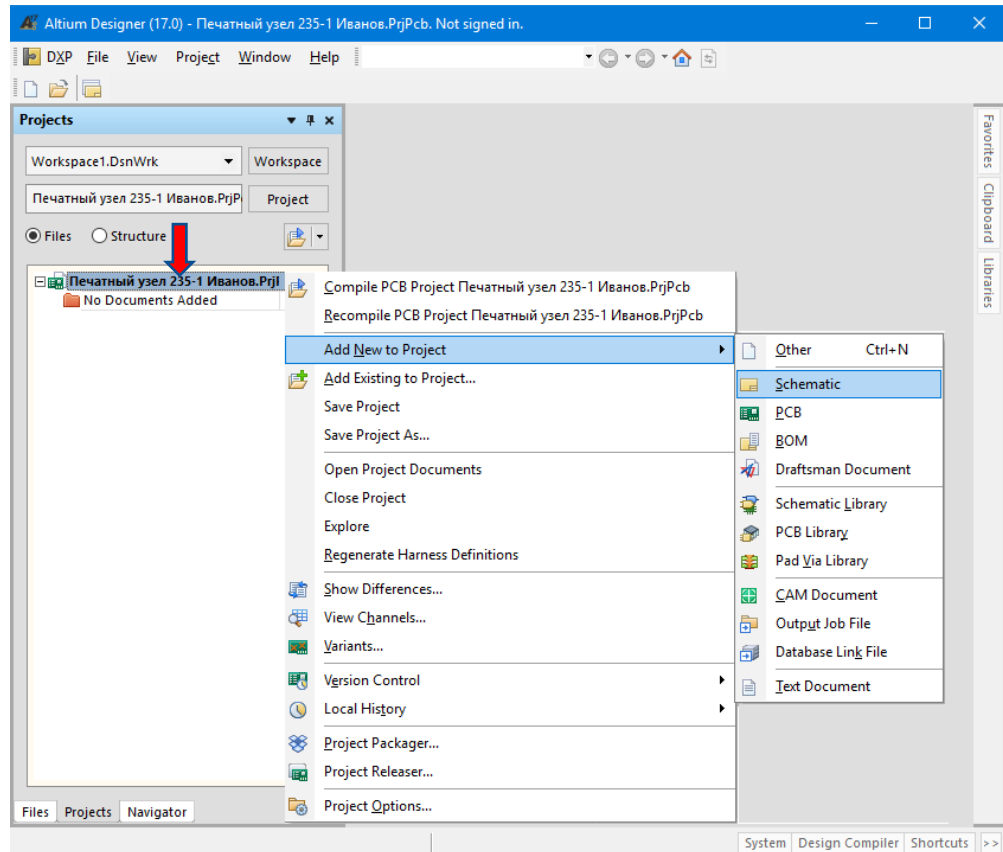 Altium Designer (17.0) - Печатный узел 235-1 Иванов.PrjPcb. Not signed in.
DXP File View Project Window Help
Projects
Workspace1.DsnWrk Workspace
Печатный узел 235-1 Иванов.PrjP Project
Files Structure
Печатный узел 235-1 Иванов.PrjI
No Documents Added
Compile PCB Project Печатный узел 235-1 Иванов.PrjPcb
Recompile PCB Project Печатный узел 235-1 Иванов.PrjPcb
Add New to Project
Add Existing to Project...
Save Project
Save Project As...
Open Project Documents
Close Project
Explore
Regenerate Harness Definitions
Show Differences...
View Channels...
Variants...
Version Control
Local History
Project Packager...
Project Releaser...
Project Options...
Other Ctrl+N
Schematic
PCB
BOM
Draftsman Document
Schematic Library
PCB Library
Pad Via Library
CAM Document
Output Job File
Database Link File
Text Document
Favorites
Clipboard
Libraries
Files Projects Navigator
System Design Compiler Shortcuts >>